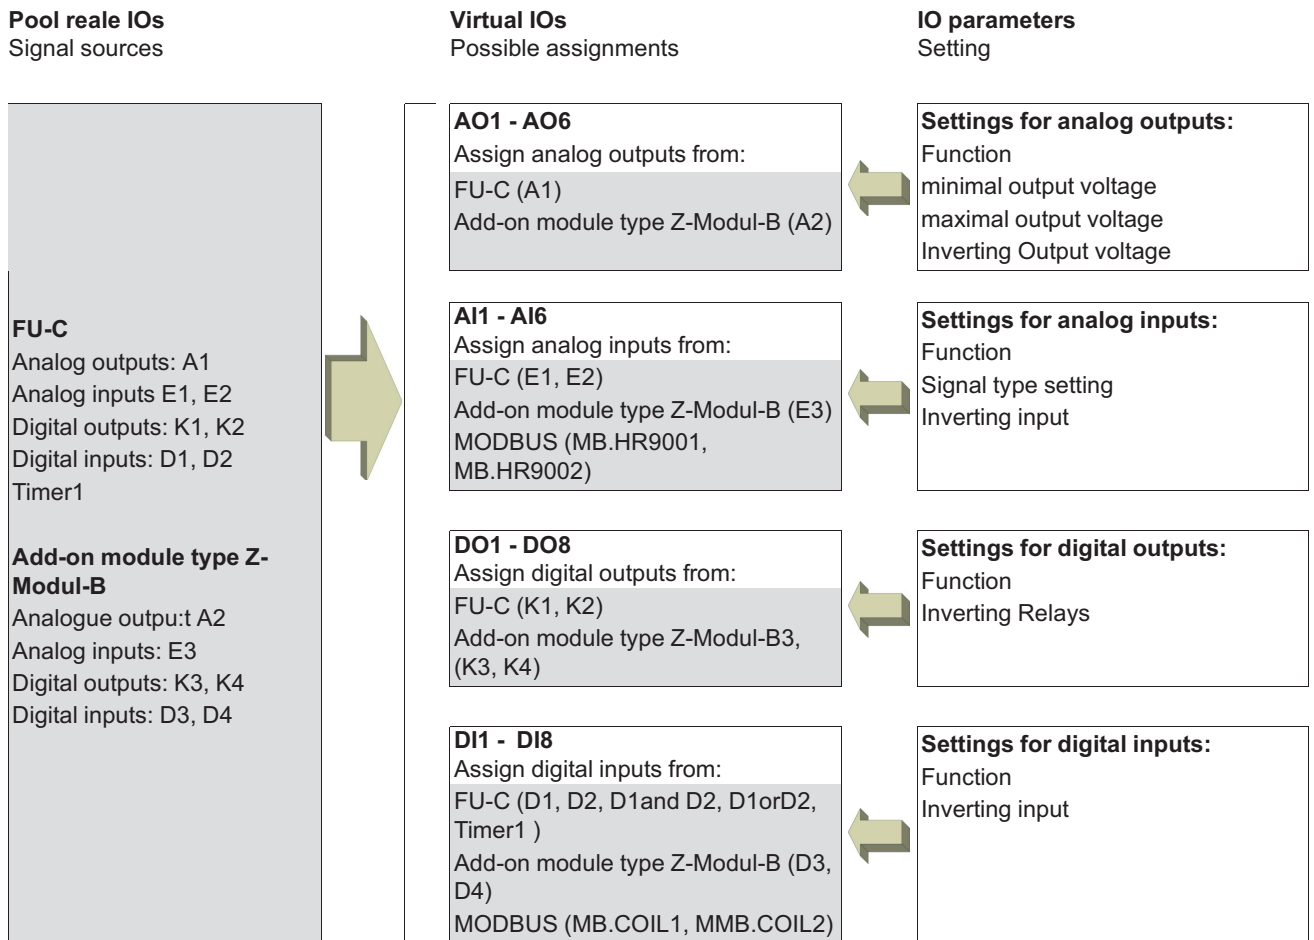 Pool reale IOs
Signal sources
Virtual IOs
Possible assignments
IO parameters
Setting
FU-C
Analog outputs: A1
Analog inputs E1, E2
Digital outputs: K1, K2
Digital inputs: D1, D2
Timer1
Add-on module type Z-
Modul-B
Analogue outpu:t A2
Analog inputs: E3
Digital outputs: K3, K4
Digital inputs: D3, D4
AO1 - AO6
Assign analog outputs from:
FU-C (A1)
Add-on module type Z-Modul-B (A2)
Settings for analog outputs:
Function
minimal output voltage
maximal output voltage
Inverting Output voltage
AI1 - AI6
Assign analog inputs from:
FU-C (E1, E2)
Add-on module type Z-Modul-B (E3)
MODBUS (MB.HR9001,
MB.HR9002)
Settings for analog inputs:
Function
Signal type setting
Inverting input
DO1 - DO8
Assign digital outputs from:
FU-C (K1, K2)
Add-on module type Z-Modul-B3,
(K3, K4)
Settings for digital outputs:
Function
Inverting Relays
DI1 - DI8
Assign digital inputs from:
FU-C (D1, D2, D1and D2, D1orD2,
Timer1 )
Add-on module type Z-Modul-B (D3,
D4)
MODBUS (MB.COIL1, MMB.COIL2)
Settings for digital inputs:
Function
Inverting input